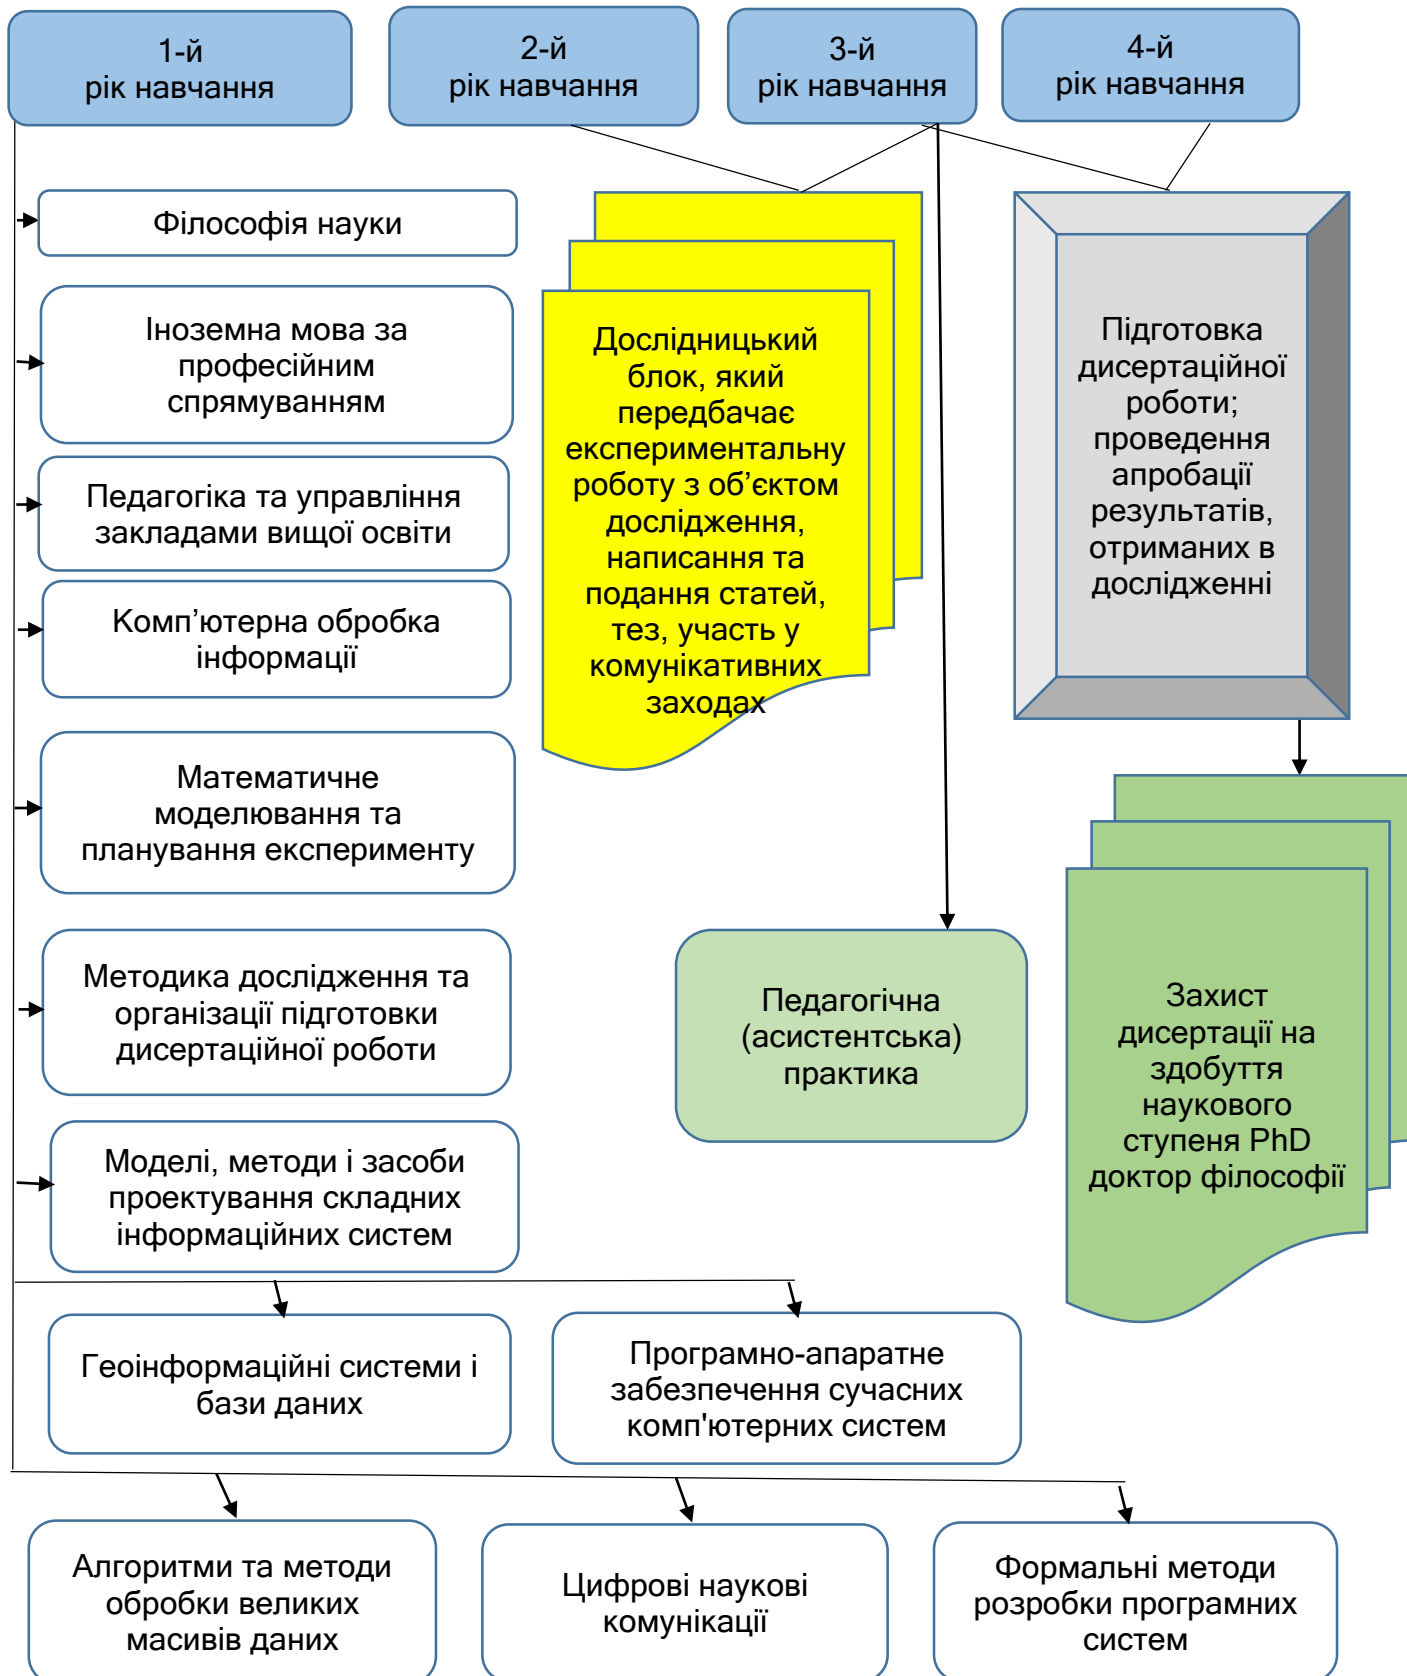 1-й
рік навчання
2-й
рік навчання
3-й
рік навчання
4-й
рік навчання
Філософія науки
Іноземна мова за
професійним
спрямуванням
Педагогіка та управління
закладами вищої освіти
Комп’ютерна обробка
інформації
Математичне
моделювання та
планування експерименту
Методика дослідження та
організації підготовки
дисертаційної роботи
Моделі, методи і засоби
проектування складних
інформаційних систем
Дослідницький
блок, який
передбачає
експериментальну
роботу з об’єктом
дослідження,
написання та
подання статей,
тез, участь у
комунікативних
заходах
Підготовка
дисертаційної
роботи;
проведення
апробації
результатів,
отриманих в
дослідженні
Педагогічна
(асистентська)
практика
Захист
дисертації на
здобуття
наукового
ступеня PhD
доктор філософії
Геоінформаційні системи і
бази даних
Програмно-апаратне
забезпечення сучасних
комп'ютерних систем
Алгоритми та методи
обробки великих
масивів даних
Цифрові наукові
комунікації
Формальні методи
розробки програмних
систем